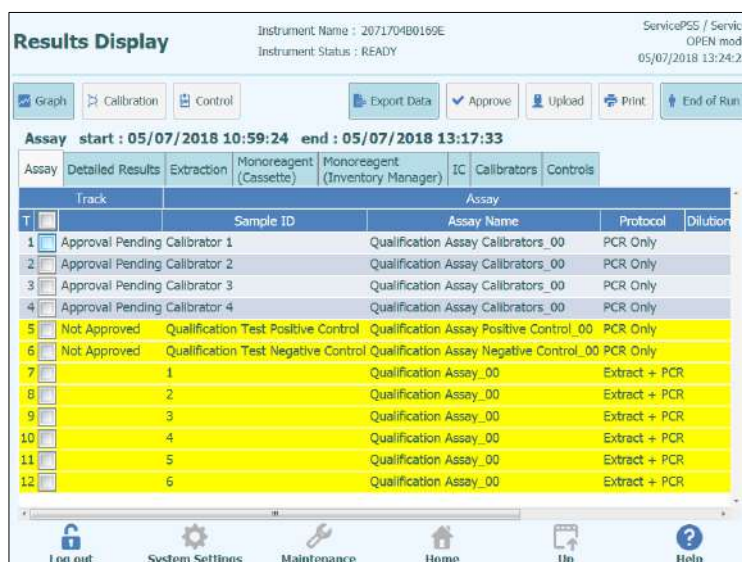 Results Display
Instrument Name : 2071704B0169E
Instrument Status : READY
ServicePSS / Servic
OPEN mod
05/07/2018 13:24:2
Graph Calibration Control Export Data Approve Upload Print End of Run
Assay start : 05/07/2018 10:59:24 end : 05/07/2018 13:17:33
Assay Detailed Results Extraction Monoreagent (Cassette) Monoreagent (Inventory Manager) IC Calibrators Controls
Track Assay
T Sample ID Assay Name Protocol Dilution
1 Approval Pending Calibrator 1 Qualification Assay Calibrators_00 PCR Only
2 Approval Pending Calibrator 2 Qualification Assay Calibrators_00 PCR Only
3 Approval Pending Calibrator 3 Qualification Assay Calibrators_00 PCR Only
4 Approval Pending Calibrator 4 Qualification Assay Calibrators_00 PCR Only
5 Not Approved Qualification Test Positive Control Qualification Assay Positive Control_00 PCR Only
6 Not Approved Qualification Test Negative Control Qualification Assay Negative Control_00 PCR Only
7 1 Qualification Assay_00 Extract + PCR
8 2 Qualification Assay_00 Extract + PCR
9 3 Qualification Assay_00 Extract + PCR
10 4 Qualification Assay_00 Extract + PCR
11 5 Qualification Assay_00 Extract + PCR
12 6 Qualification Assay_00 Extract + PCR
Log out System Settings Maintenance Home Up Help